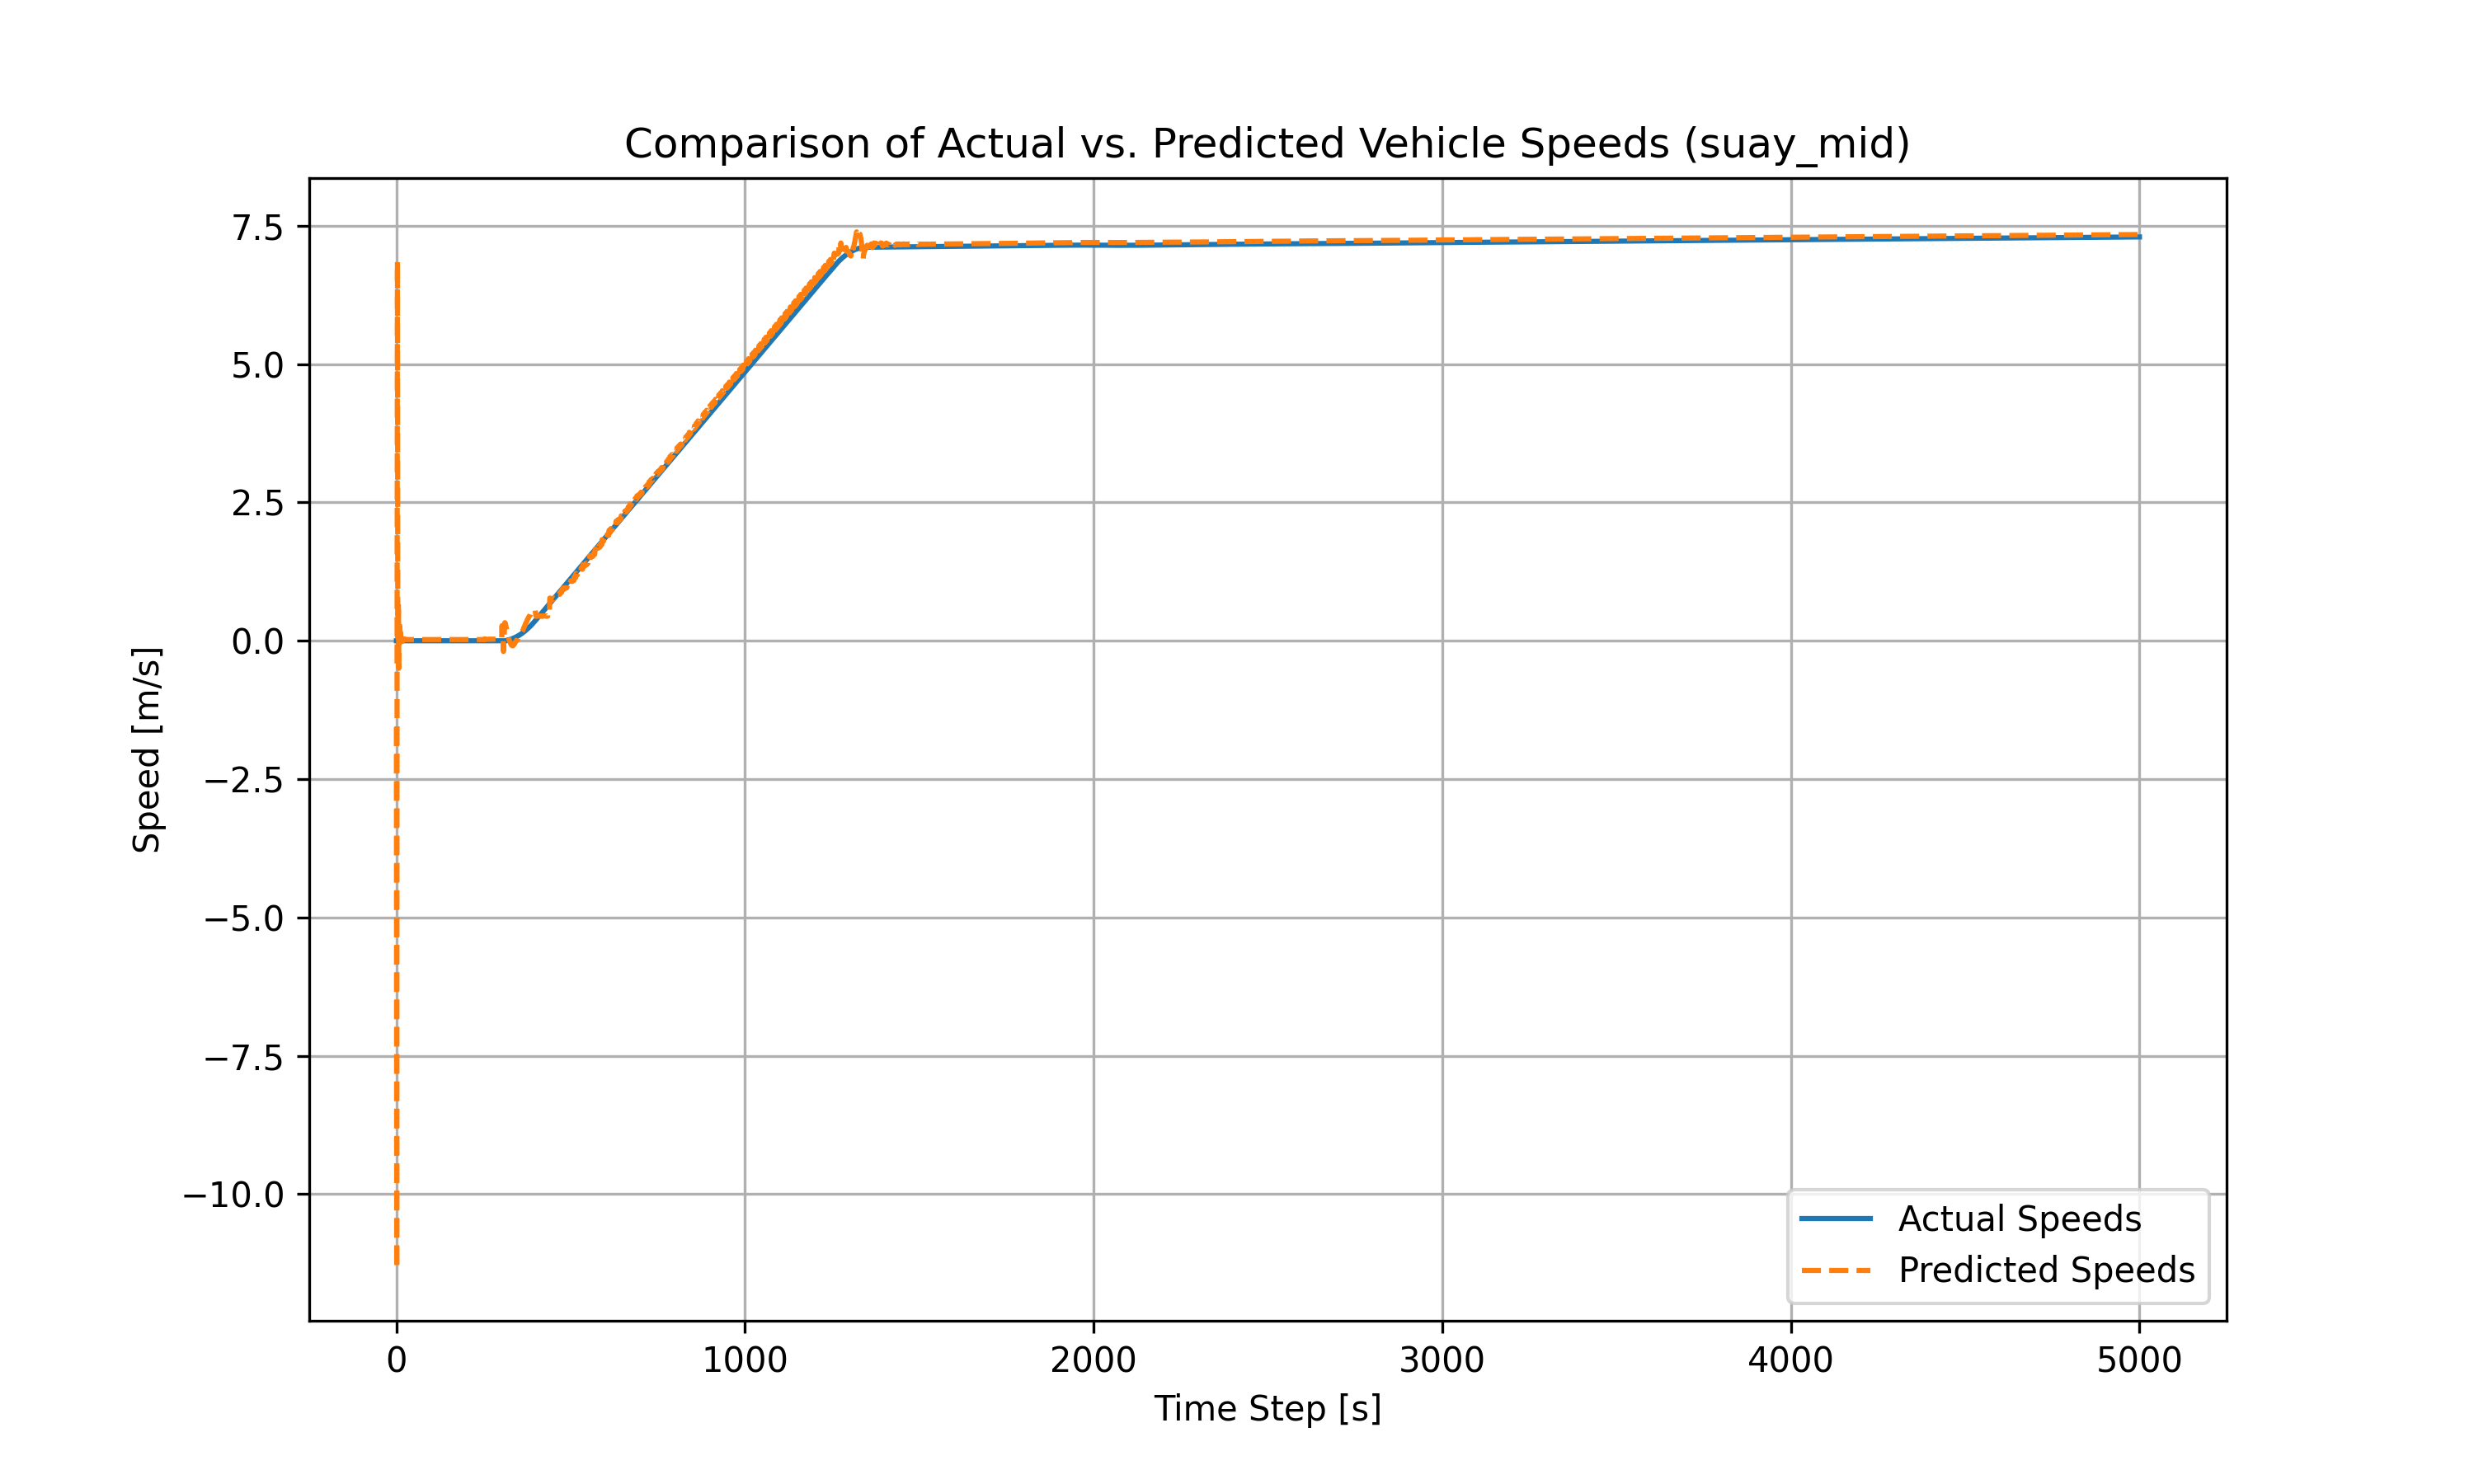 Comparison of Actual vs. Predicted Vehicle Speeds (suay_mid)
Speed [m/s]
7.5
5.0
2.5
0.0
−2.5
−5.0
−7.5
−10.0
Actual Speeds
Predicted Speeds
0 1000 2000 3000 4000 5000
Time Step [s]